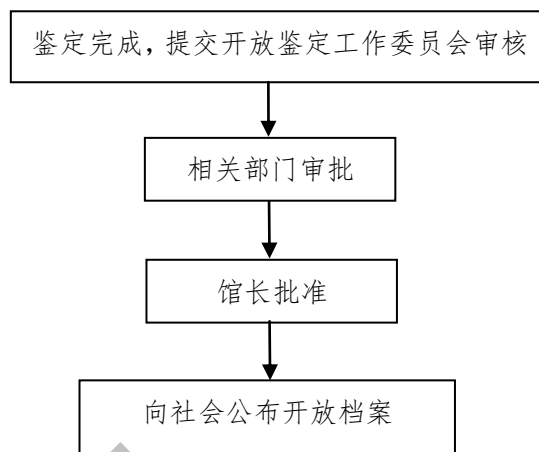 鉴定完成，提交开放鉴定工作委员会审核
相关部门审批
馆长批准
向社会公布开放档案